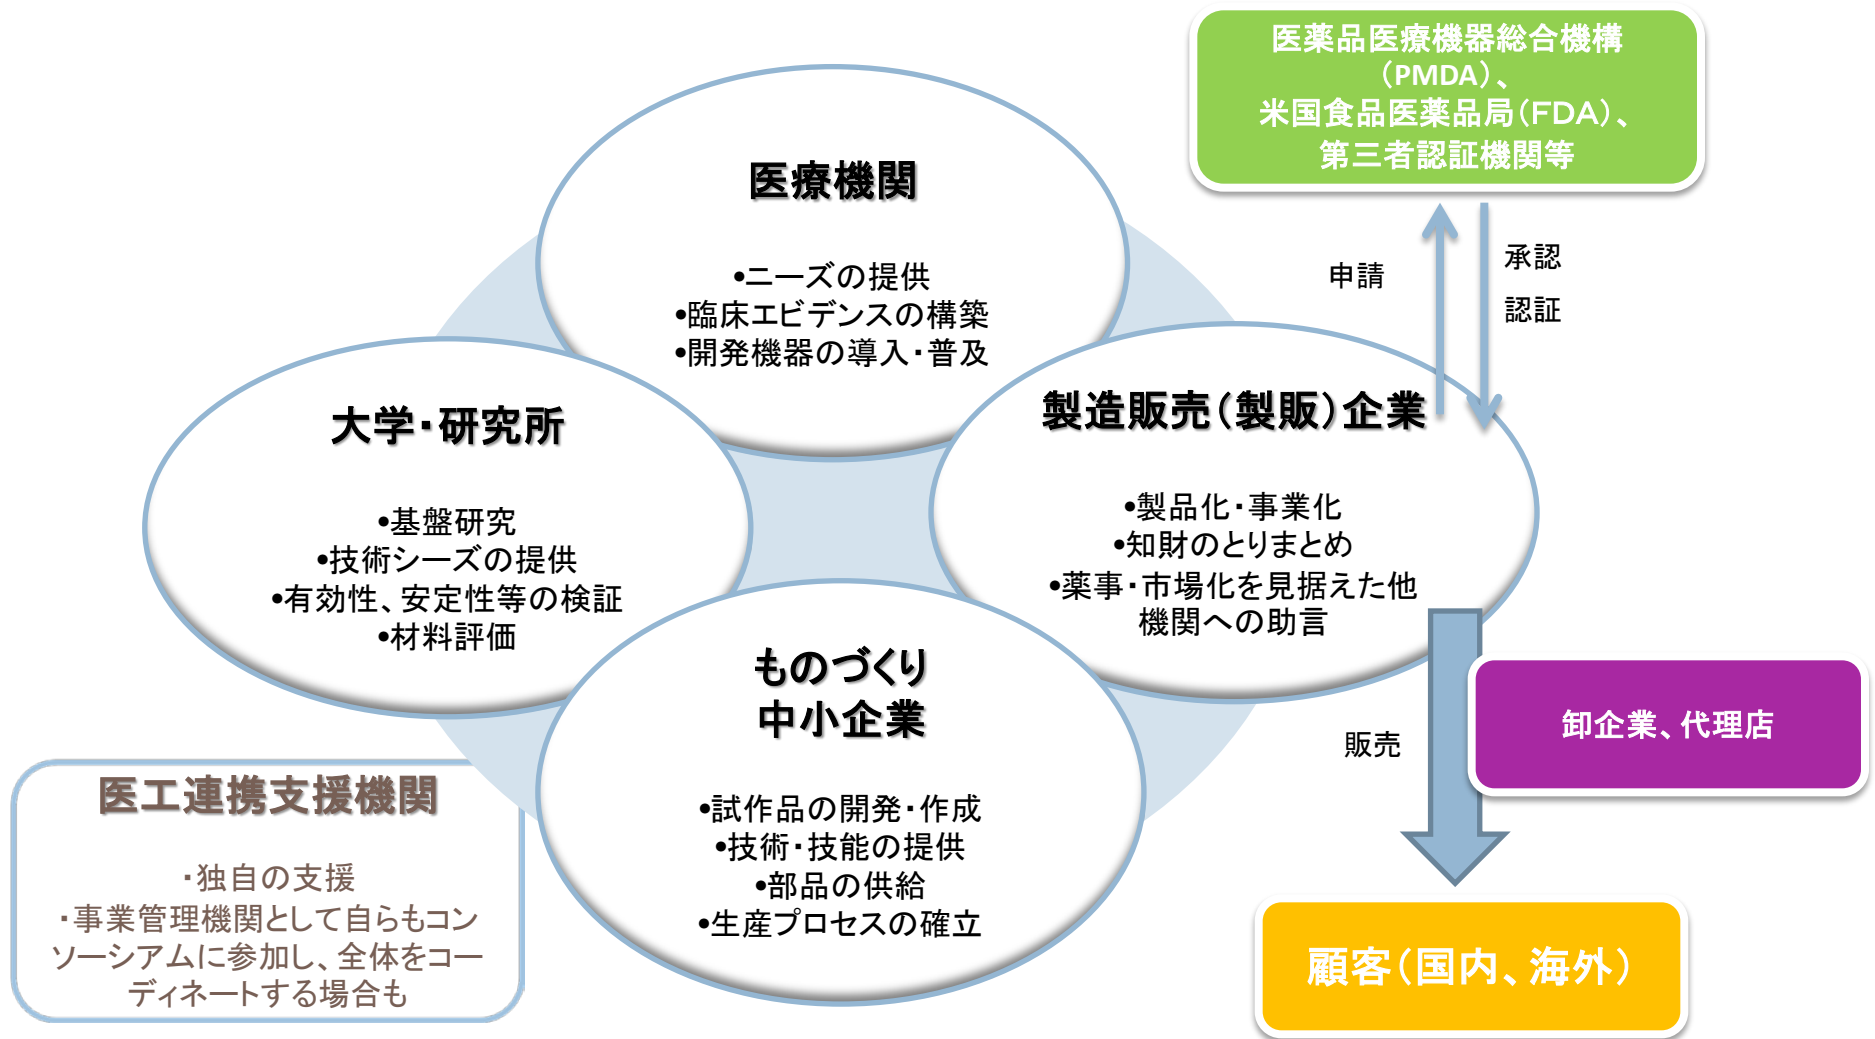 医薬品医療機器総合機構
（PMDA）、
米国食品医薬品局（FDA）、
第三者認証機関等
申請
承認
認証
医療機関
•ニーズの提供
•臨床エビデンスの構築
•開発機器の導入・普及
大学・研究所
•基盤研究
•技術シーズの提供
•有効性、安定性等の検証
•材料評価
製造販売（製販）企業
•製品化・事業化
•知財のとりまとめ
•薬事・市場化を見据えた他
機関への助言
ものづくり
中小企業
•試作品の開発・作成
•技術・技能の提供
•部品の供給
•生産プロセスの確立
医工連携支援機関
・独自の支援
・事業管理機関として自らもコン
ソーシアムに参加し、全体をコー
ディネートする場合も
販売
卸企業、代理店
顧客（国内、海外）